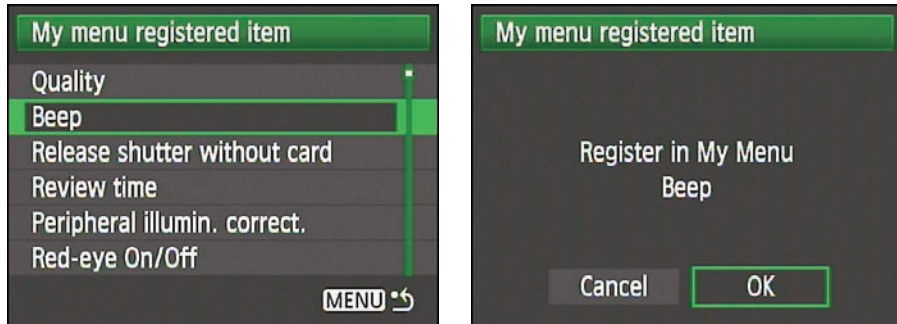 My menu registered item
Quality
Beep
Release shutter without card
Review time
Peripheral illumin. correct.
Red-eye On/Off
MENU
My menu registered item
Register in My Menu
Beep
Cancel OK